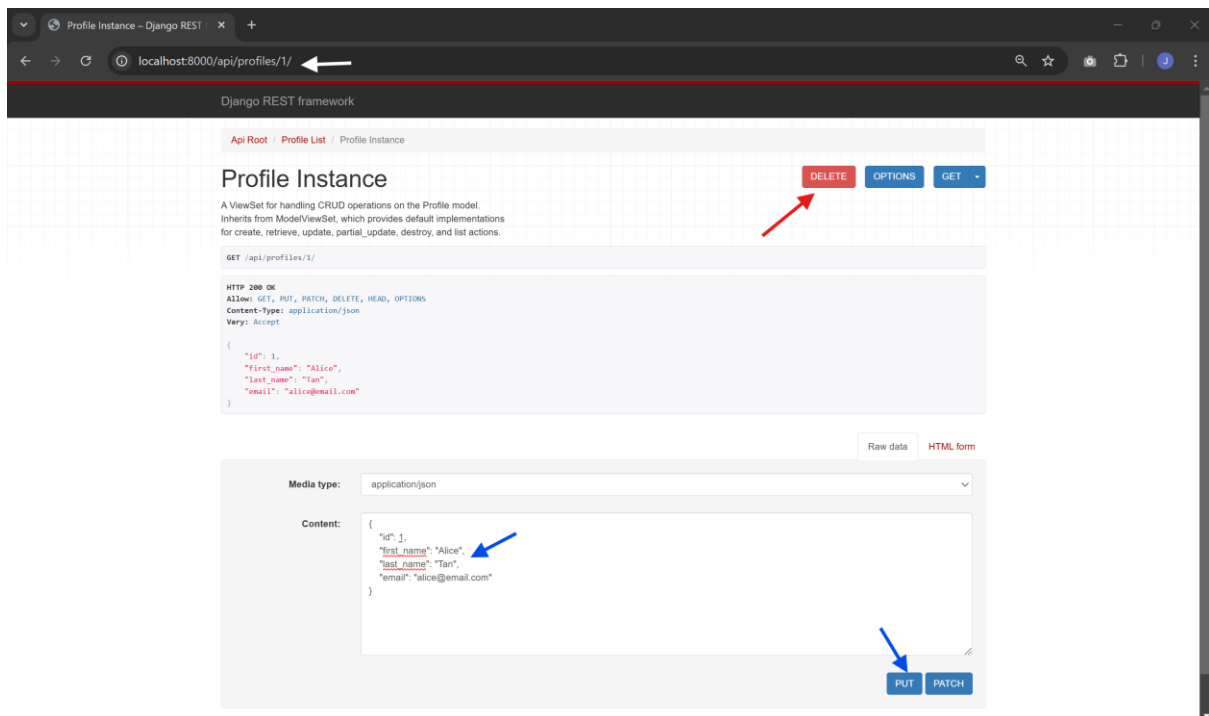 Profile Instance – Django REST
localhost:8000/api/profiles/1/
J
Django REST framework
Api Root / Profile List / Profile Instance
Profile Instance
DELETE OPTIONS GET
A ViewSet for handling CRUD operations on the Profile model.
Inherits from ModelViewSet, which provides default implementations
for create, retrieve, update, partial_update, destroy, and list actions.
GET /api/profiles/1/
HTTP 200 OK
Allow: GET, PUT, PATCH, DELETE, HEAD, OPTIONS
Content-Type: application/json
Vary: Accept
{
"id": 1,
"first_name": "Alice",
"last_name": "Tan",
"email": "alice@email.com"
}
Raw data HTML form
Media type: application/json
Content: {
"id": 1,
"first_name": "Alice",
"last_name": "Tan",
"email": "alice@email.com"
}
PUT PATCH